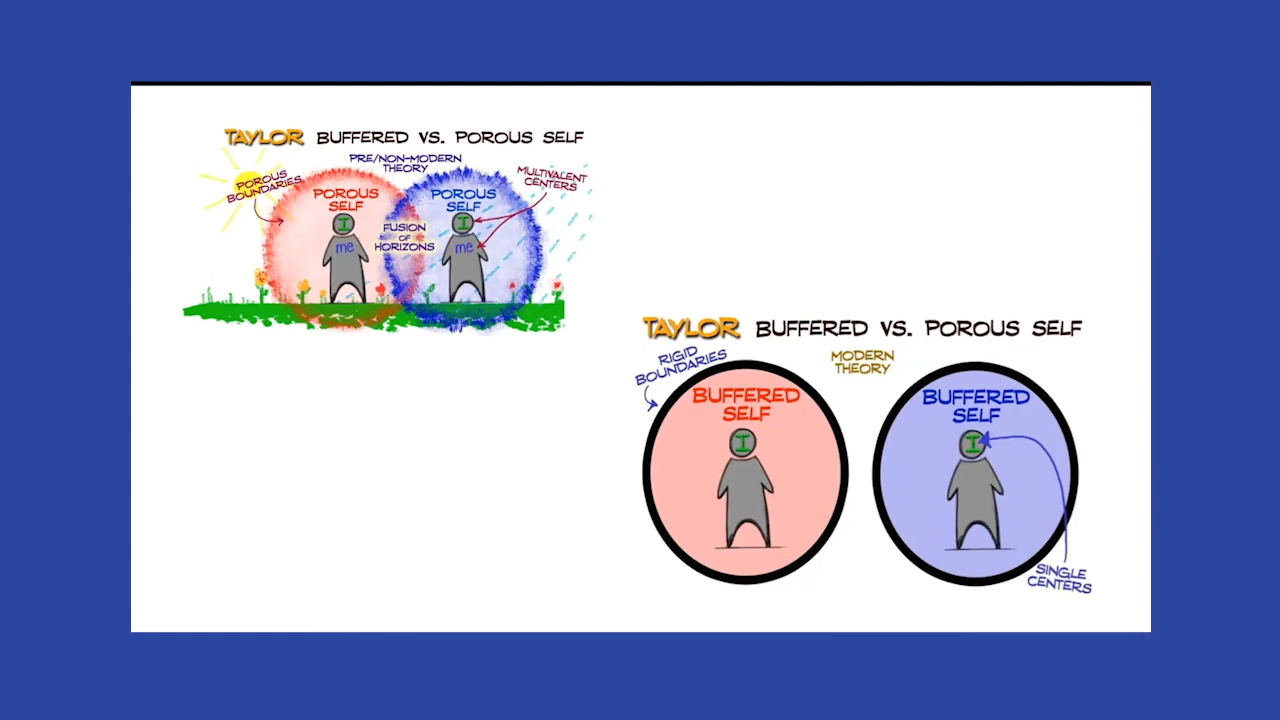 TAYLOR BUFFERED VS. POROUS SELF
PRE/NON-MODERN
THEORY
POROUS
BOUNDARIES
MULTIVALENT
CENTERS
POROUS
SELF
POROUS
SELF
I
I
FUSION
OF
HORIZONS
me
me
TAYLOR BUFFERED VS. POROUS SELF
RIGID
BOUNDARIES
MODERN
THEORY
BUFFERED
SELF
BUFFERED
SELF
I
I
SINGLE
CENTERS